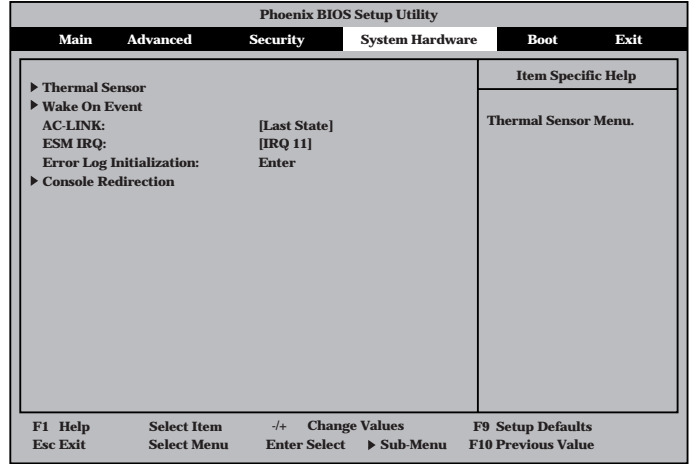 Phoenix BIOS Setup Utility
Main Advanced Security System Hardware Boot Exit
Item Specific Help
Thermal Sensor
Wake On Event
AC-LINK: [Last State]
ESM IRQ: [IRQ 11]
Error Log Initialization: Enter
Console Redirection
Thermal Sensor Menu.
F1 Help Select Item -/+ Change Values F9 Setup Defaults
Esc Exit Select Menu Enter Select Sub-Menu F10 Previous Value